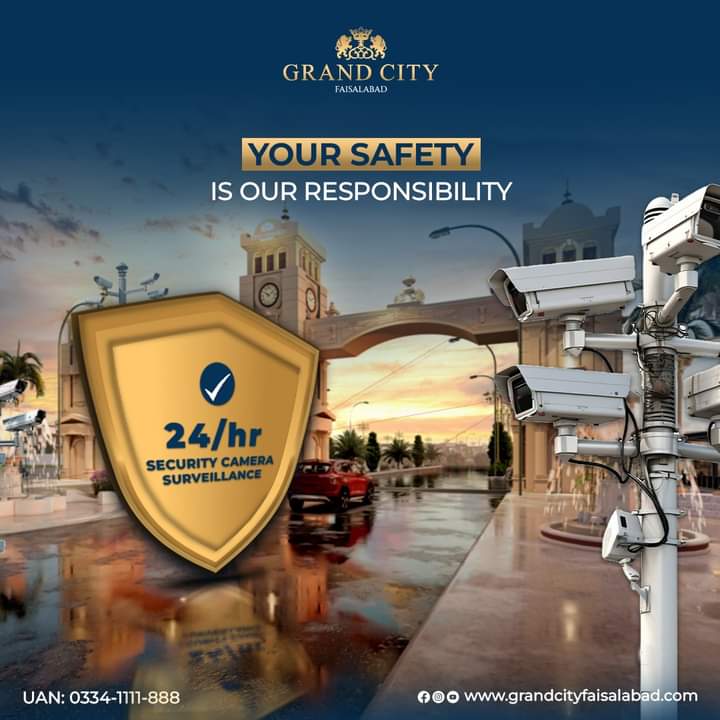 GRAND CITY
FAISALABAD
YOUR SAFETY
IS OUR RESPONSIBILITY
24/hr
SECURITY CAMERA
SURVEILLANCE
UAN: 0334-1111-888
www.grandcityfaisalabad.com